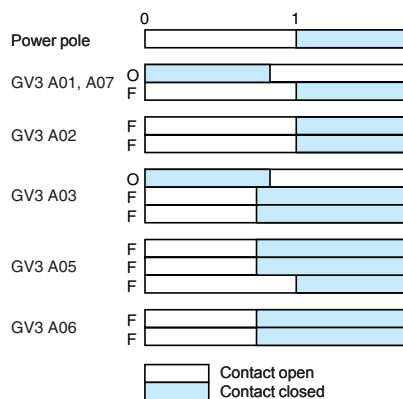 0 1
Power pole
GV3 A01, A07
O
F
GV3 A02
F
F
GV3 A03
O
F
F
GV3 A05
F
F
F
GV3 A06
F
F
Contact open
Contact closed